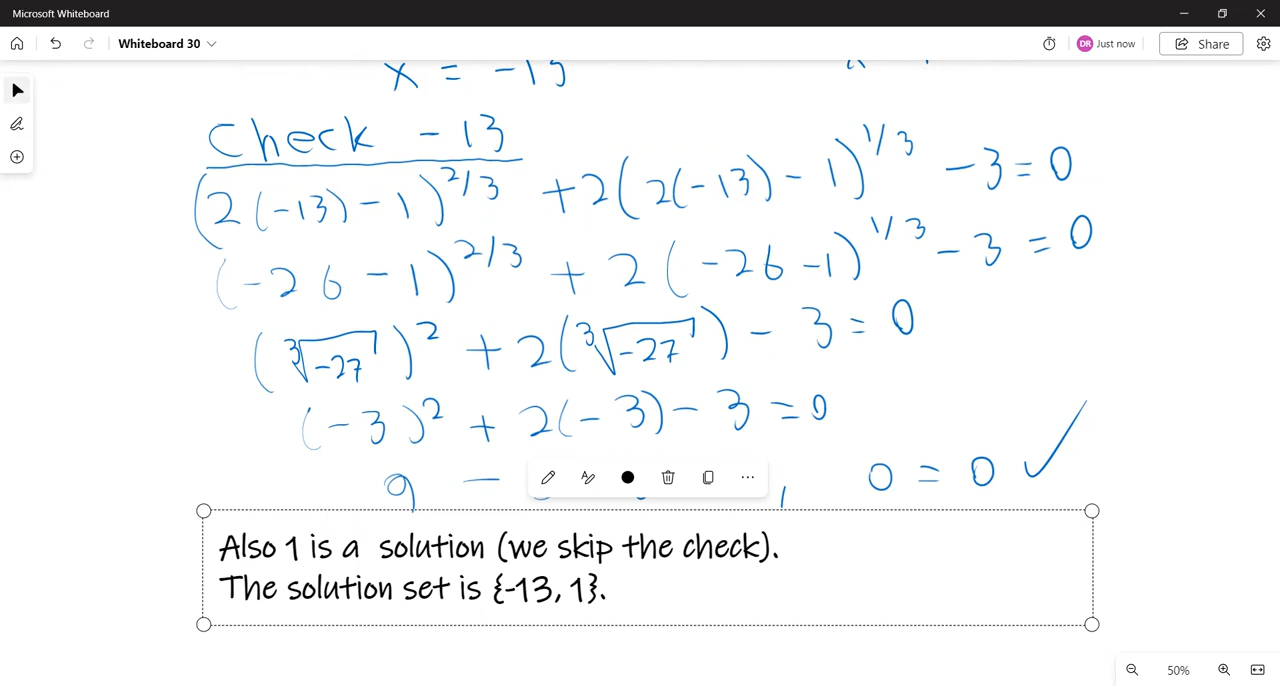 Microsoft Whiteboard
Whiteboard 30
DR Just now
Share
x = -13
Check -13
(2(-13)-1)^2/3 + 2(2(-13)-1)^1/3 - 3 = 0
(-26-1)^2/3 + 2(-26-1)^1/3 - 3 = 0
(∛-27)^2 + 2(∛-27) - 3 = 0
(-3)^2 + 2(-3) - 3 = 0
9 - 0 = 0 ✓
Also 1 is a solution (we skip the check).
The solution set is {-13, 1}.
50%